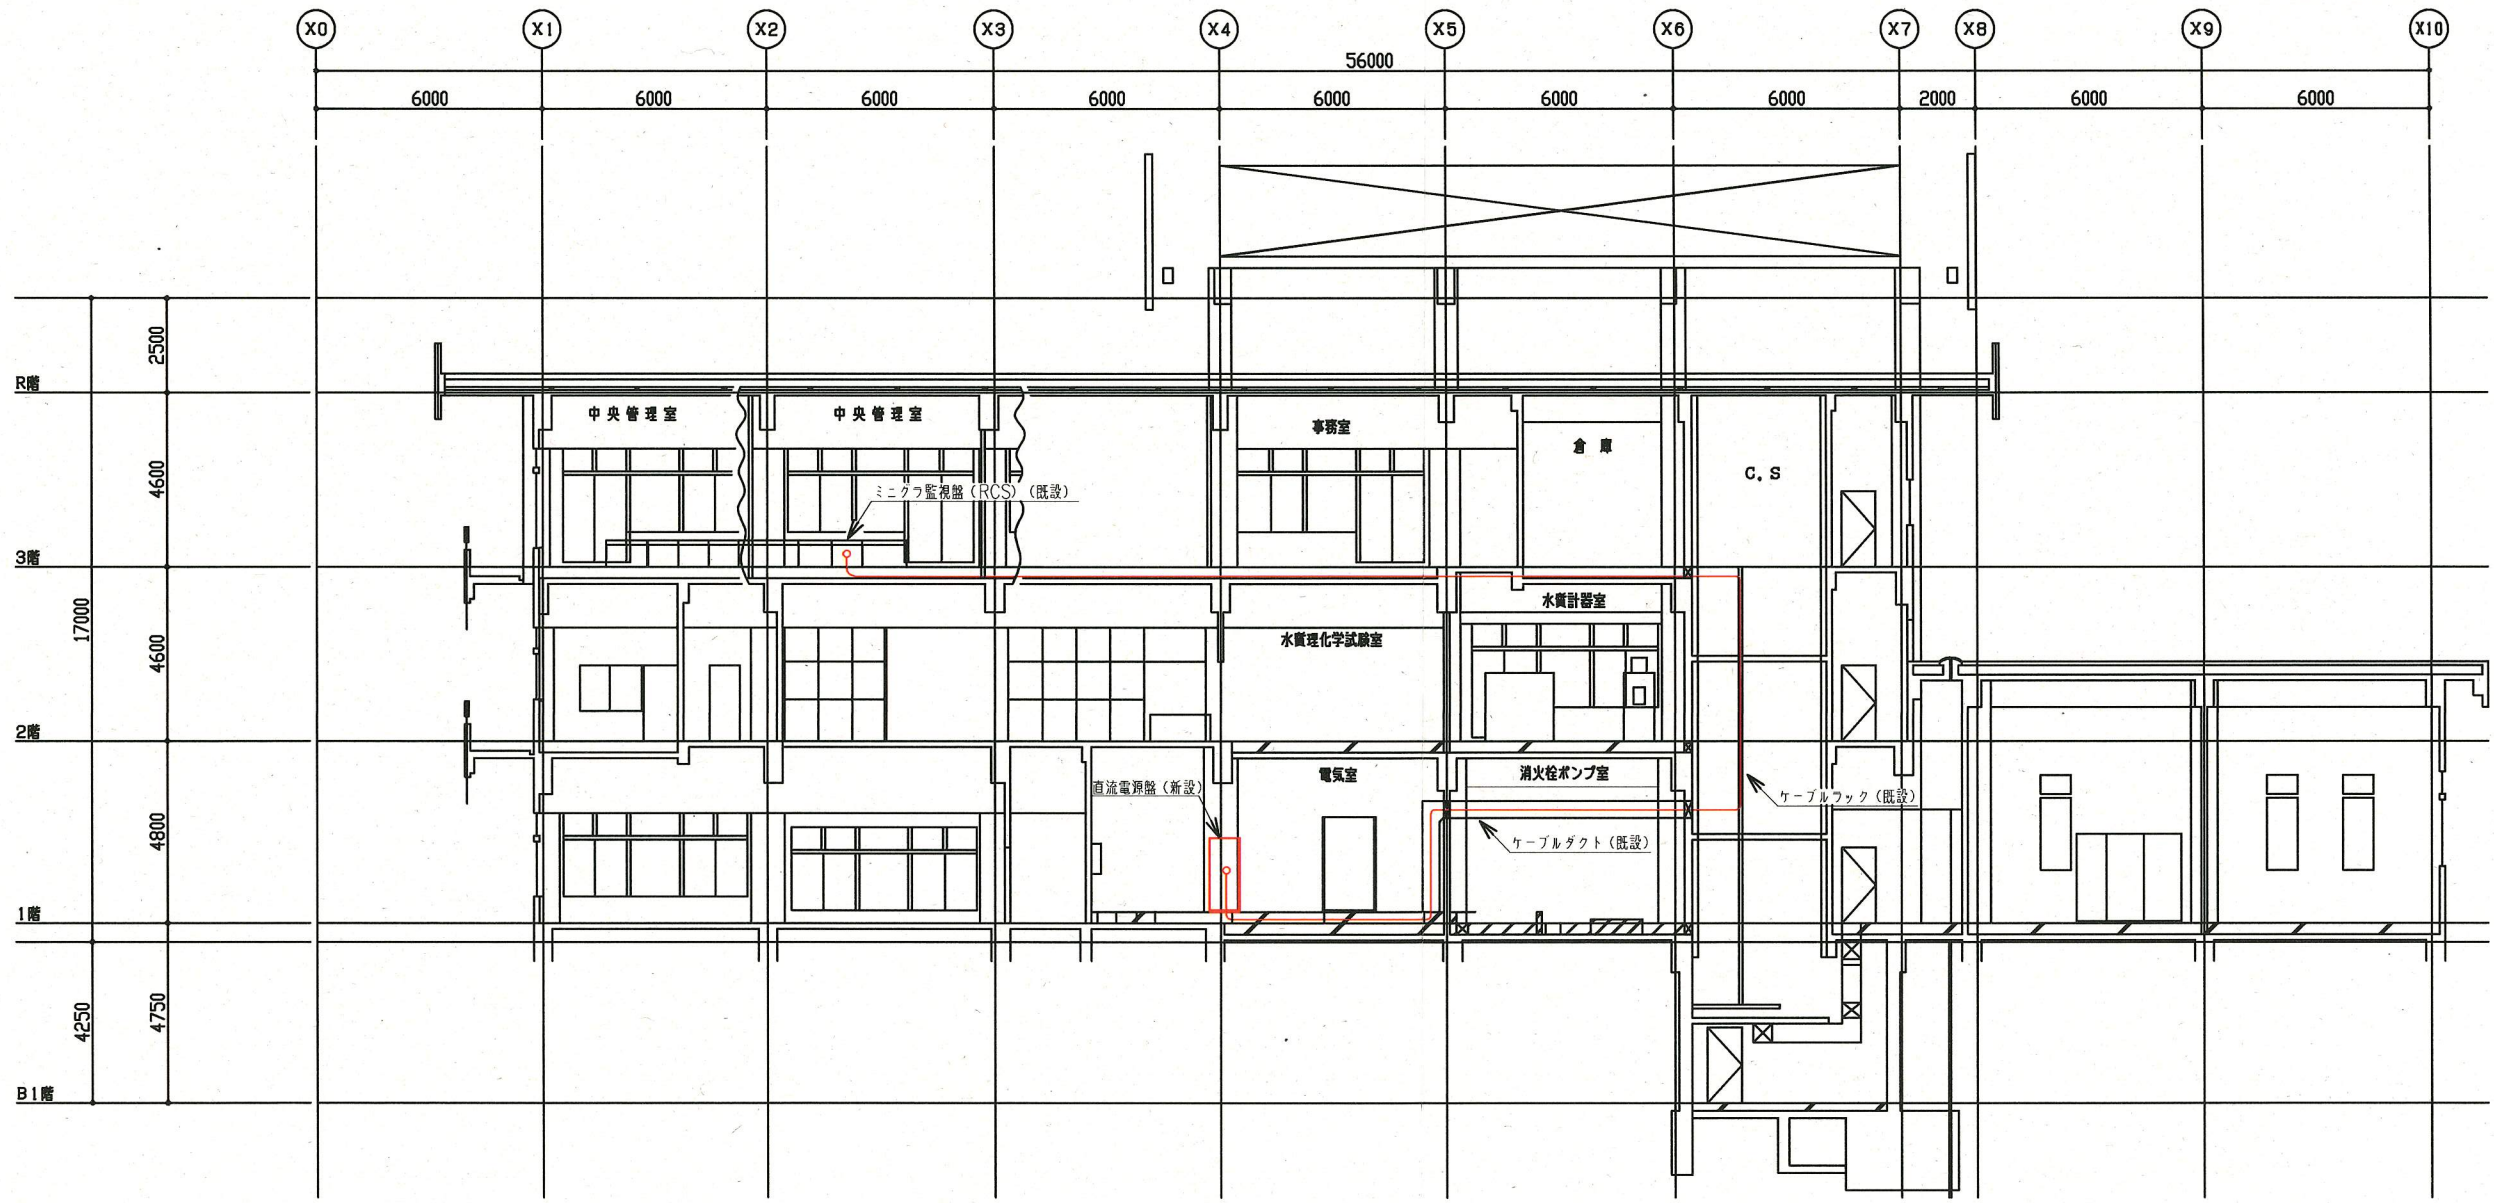 X0 X1 X2 X3 X4 X5 X6 X7 X8 X9 X10
56000
6000 6000 6000 6000 6000 6000 6000 2000 6000 6000
2500
R階
中央管理室 中央管理室 事務室
倉庫
C.S
4600
ミニグラ監視盤(RCS)(既設)
3階
17000
水質計器室
水質理化学試験室
4600
2階
電気室 消火栓ポンプ室
直流電源盤(新設)
ケーブルラック(既設)
4800
ケーブルダクト(既設)
1階
4250
4750
B1階